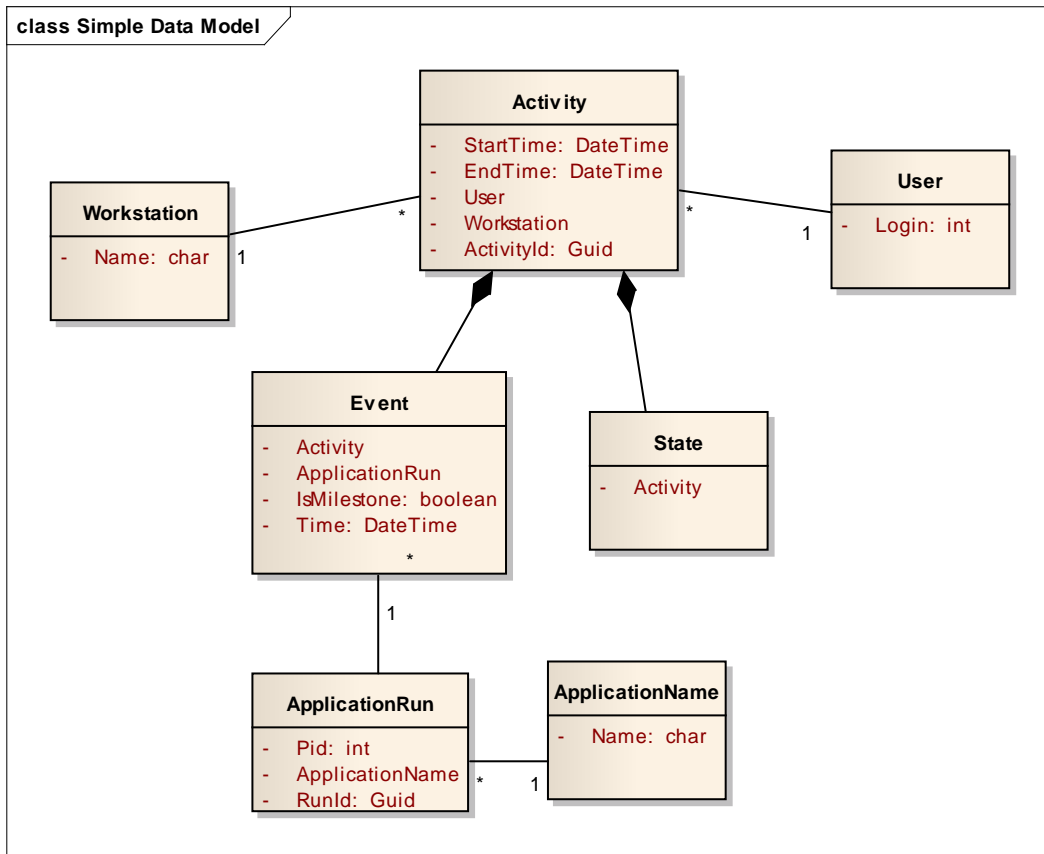 class Simple Data Model
Activity
- StartTime: DateTime
- EndTime: DateTime
- User
- Workstation
- ActivityId: Guid
Workstation
- Name: char
User
- Login: int
*
1
*
1
Event
- Activity
- ApplicationRun
- IsMilestone: boolean
- Time: DateTime
State
- Activity
*
1
ApplicationRun
- Pid: int
- ApplicationName
- RunId: Guid
ApplicationName
- Name: char
*
1